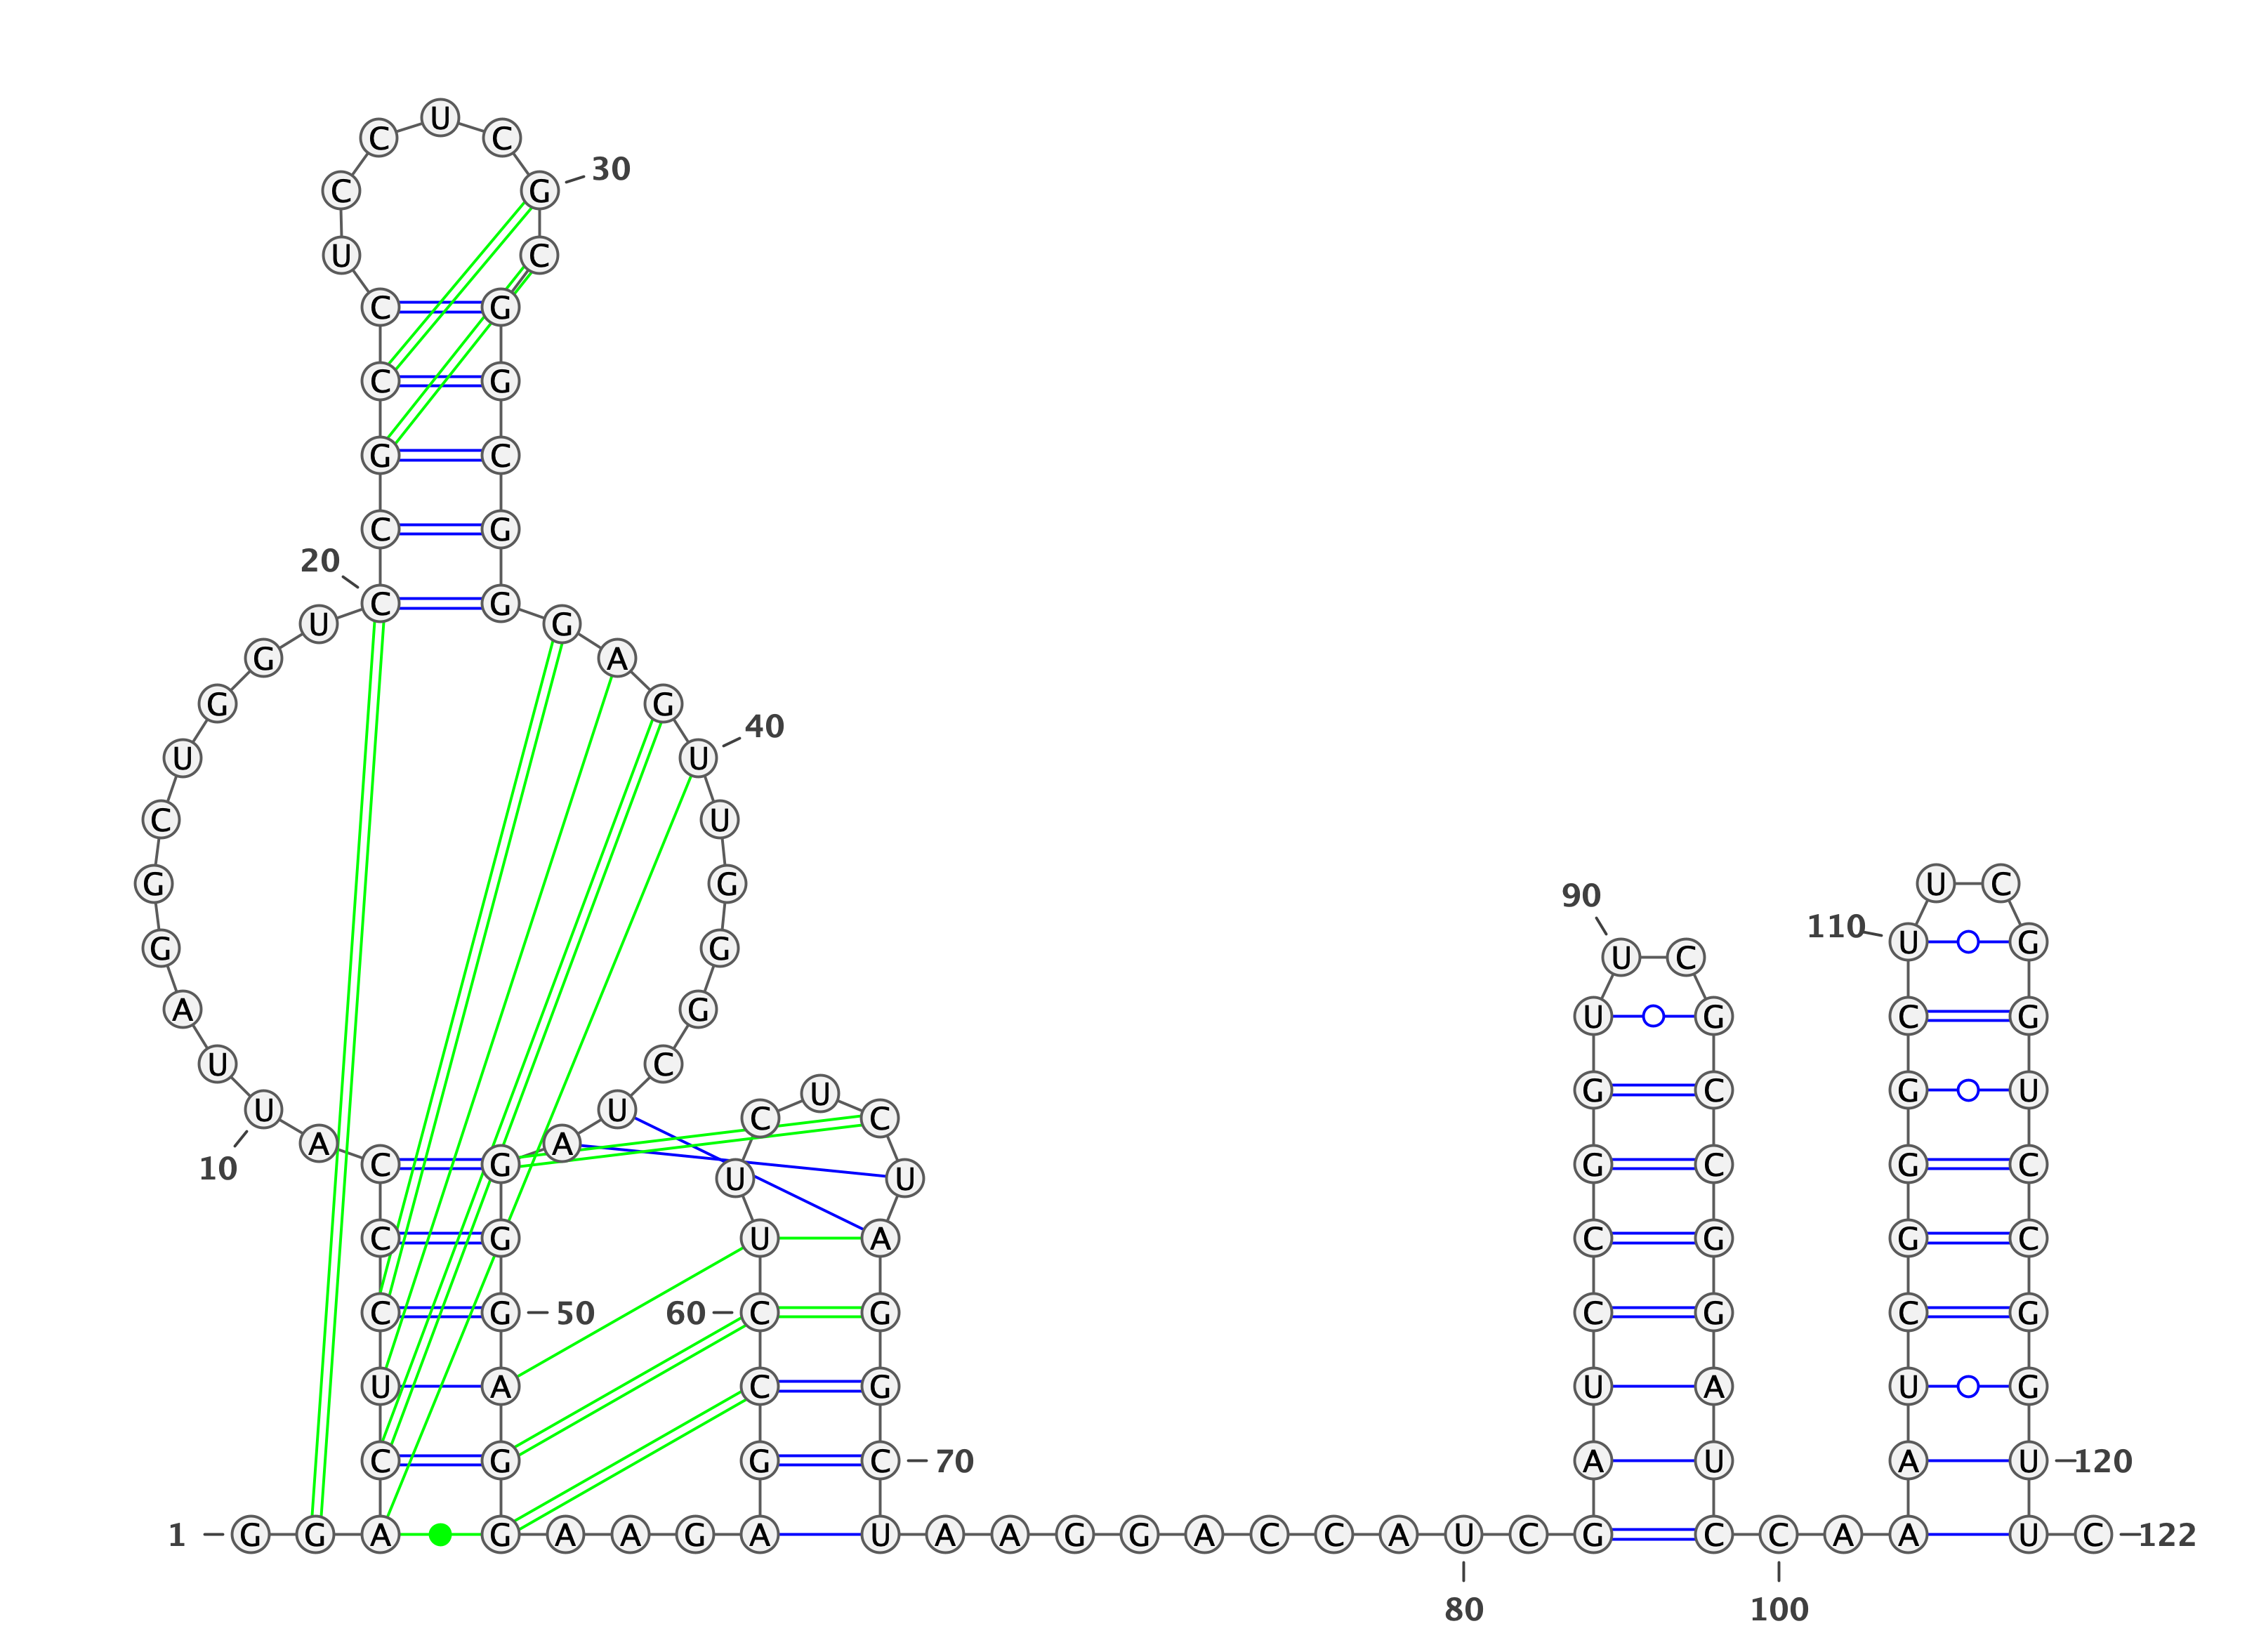 U
C C
30
C G
U C
C G
C G
G C
C G
20
C G
U G
G A
G G
40
U U
C U
G G U C
90
110 U G
G G
U C
A G
U G C G
U C
G C G U
U
U U
C C
A A
C G G C G C
10
U U
C G U A C G G C
C G 50 60 C G C G C G
U A C G U A U G
C G G C 70 A U A U 120
1 G G A G A A G A U A A G G A C C A U C G C C A A U C 122
80 100